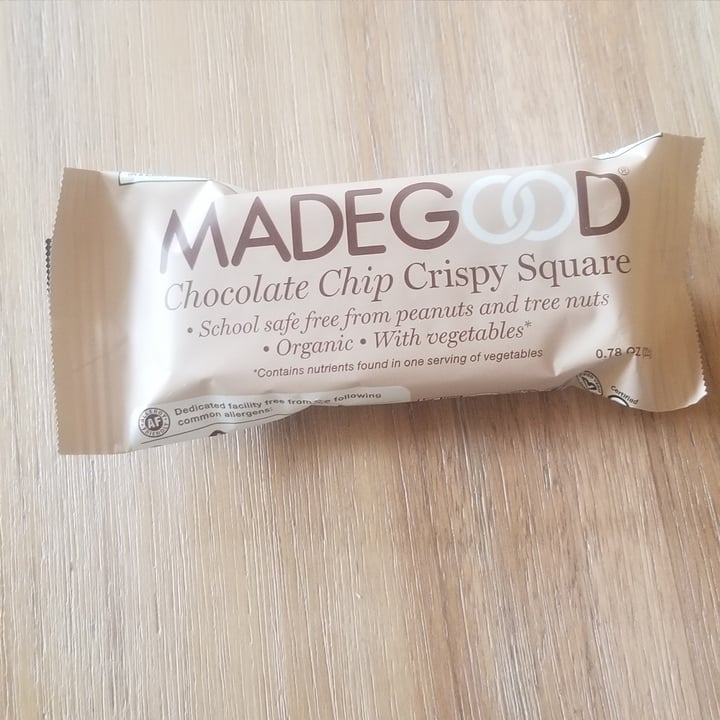 MADEGOOD®
Chocolate Chip Crispy Square
• School safe free from peanuts and tree nuts
• Organic • With vegetables*
*Contains nutrients found in one serving of vegetables
0.78 OZ
AF
Dedicated facility free from the following
common allergens:
Certified